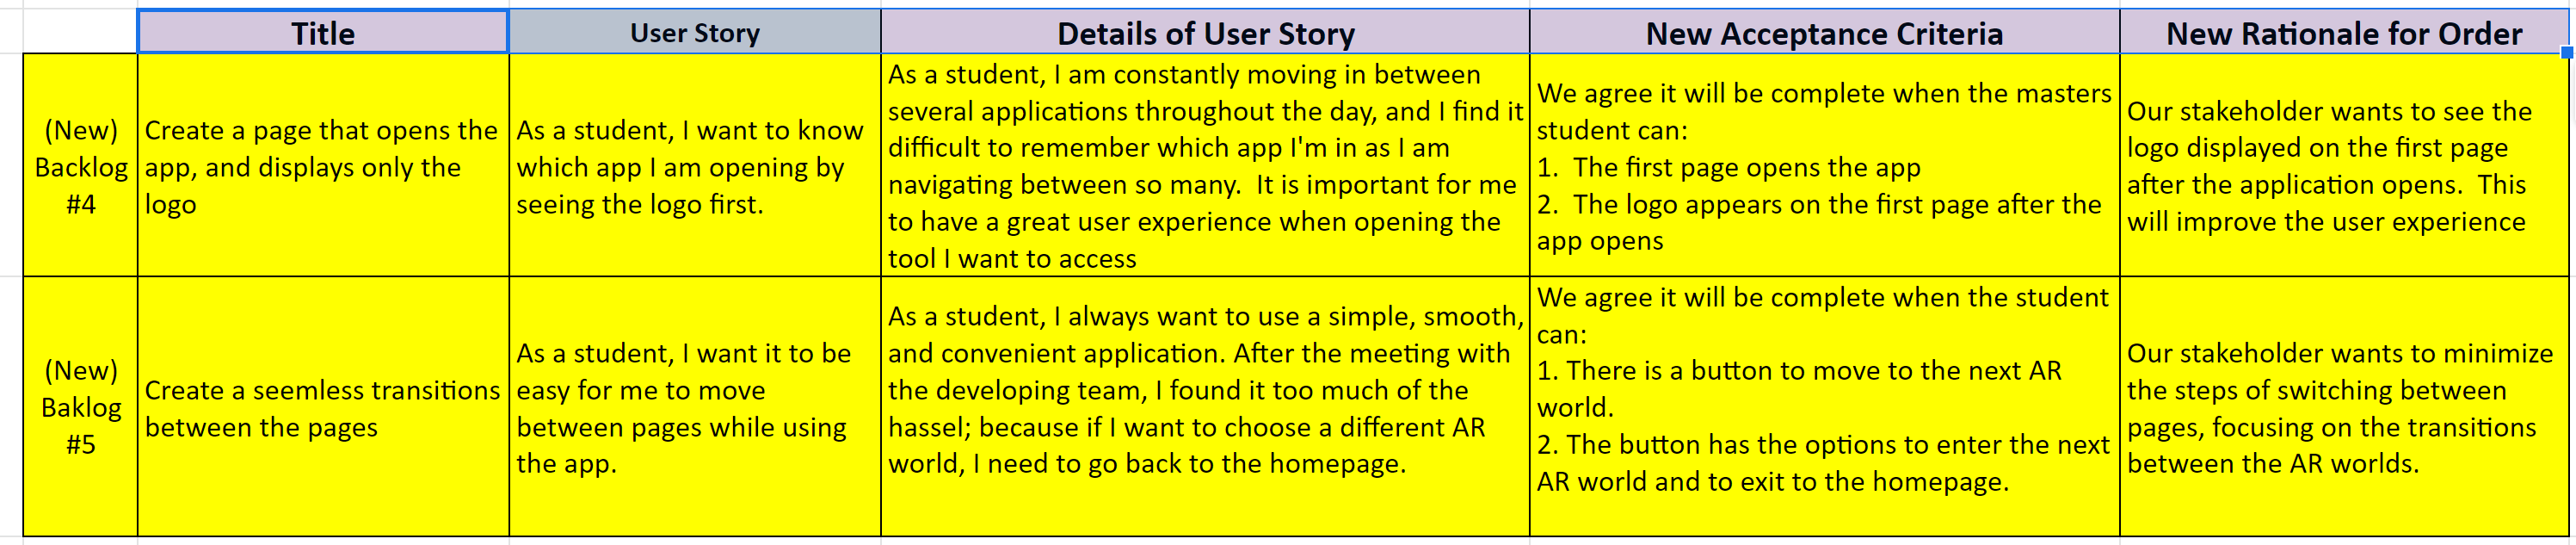 Title
User Story
Details of User Story
New Acceptance Criteria
New Rationale for Order
(New)
Backlog
#4
Create a page that opens the
app, and displays only the
logo
As a student, I want to know
which app I am opening by
seeing the logo first.
As a student, I am constantly moving in between
several applications throughout the day, and I find it
difficult to remember which app I'm in as I am
navigating between so many.  It is important for me
to have a great user experience when opening the
tool I want to access
We agree it will be complete when the masters
student can:
1.  The first page opens the app
2.  The logo appears on the first page after the
app opens
Our stakeholder wants to see the
logo displayed on the first page
after the application opens.  This
will improve the user experience
(New)
Baklog
#5
Create a seemless transitions
between the pages
As a student, I want it to be
easy for me to move
between pages while using
the app.
As a student, I always want to use a simple, smooth,
and convenient application. After the meeting with
the developing team, I found it too much of the
hassel; because if I want to choose a different AR
world, I need to go back to the homepage.
We agree it will be complete when the student
can:
1. There is a button to move to the next AR
world.
2. The button has the options to enter the next
AR world and to exit to the homepage.
Our stakeholder wants to minimize
the steps of switching between
pages, focusing on the transitions
between the AR worlds.